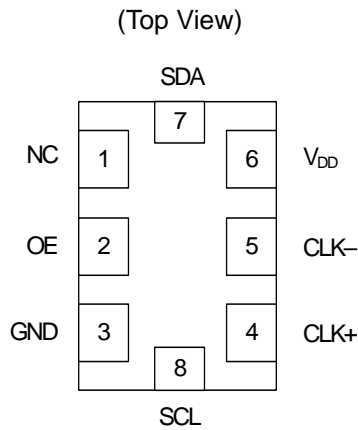 (Top View)
SDA
7
NC 1 6 VDD
OE 2 5 CLK–
GND 3 4 CLK+
8
SCL